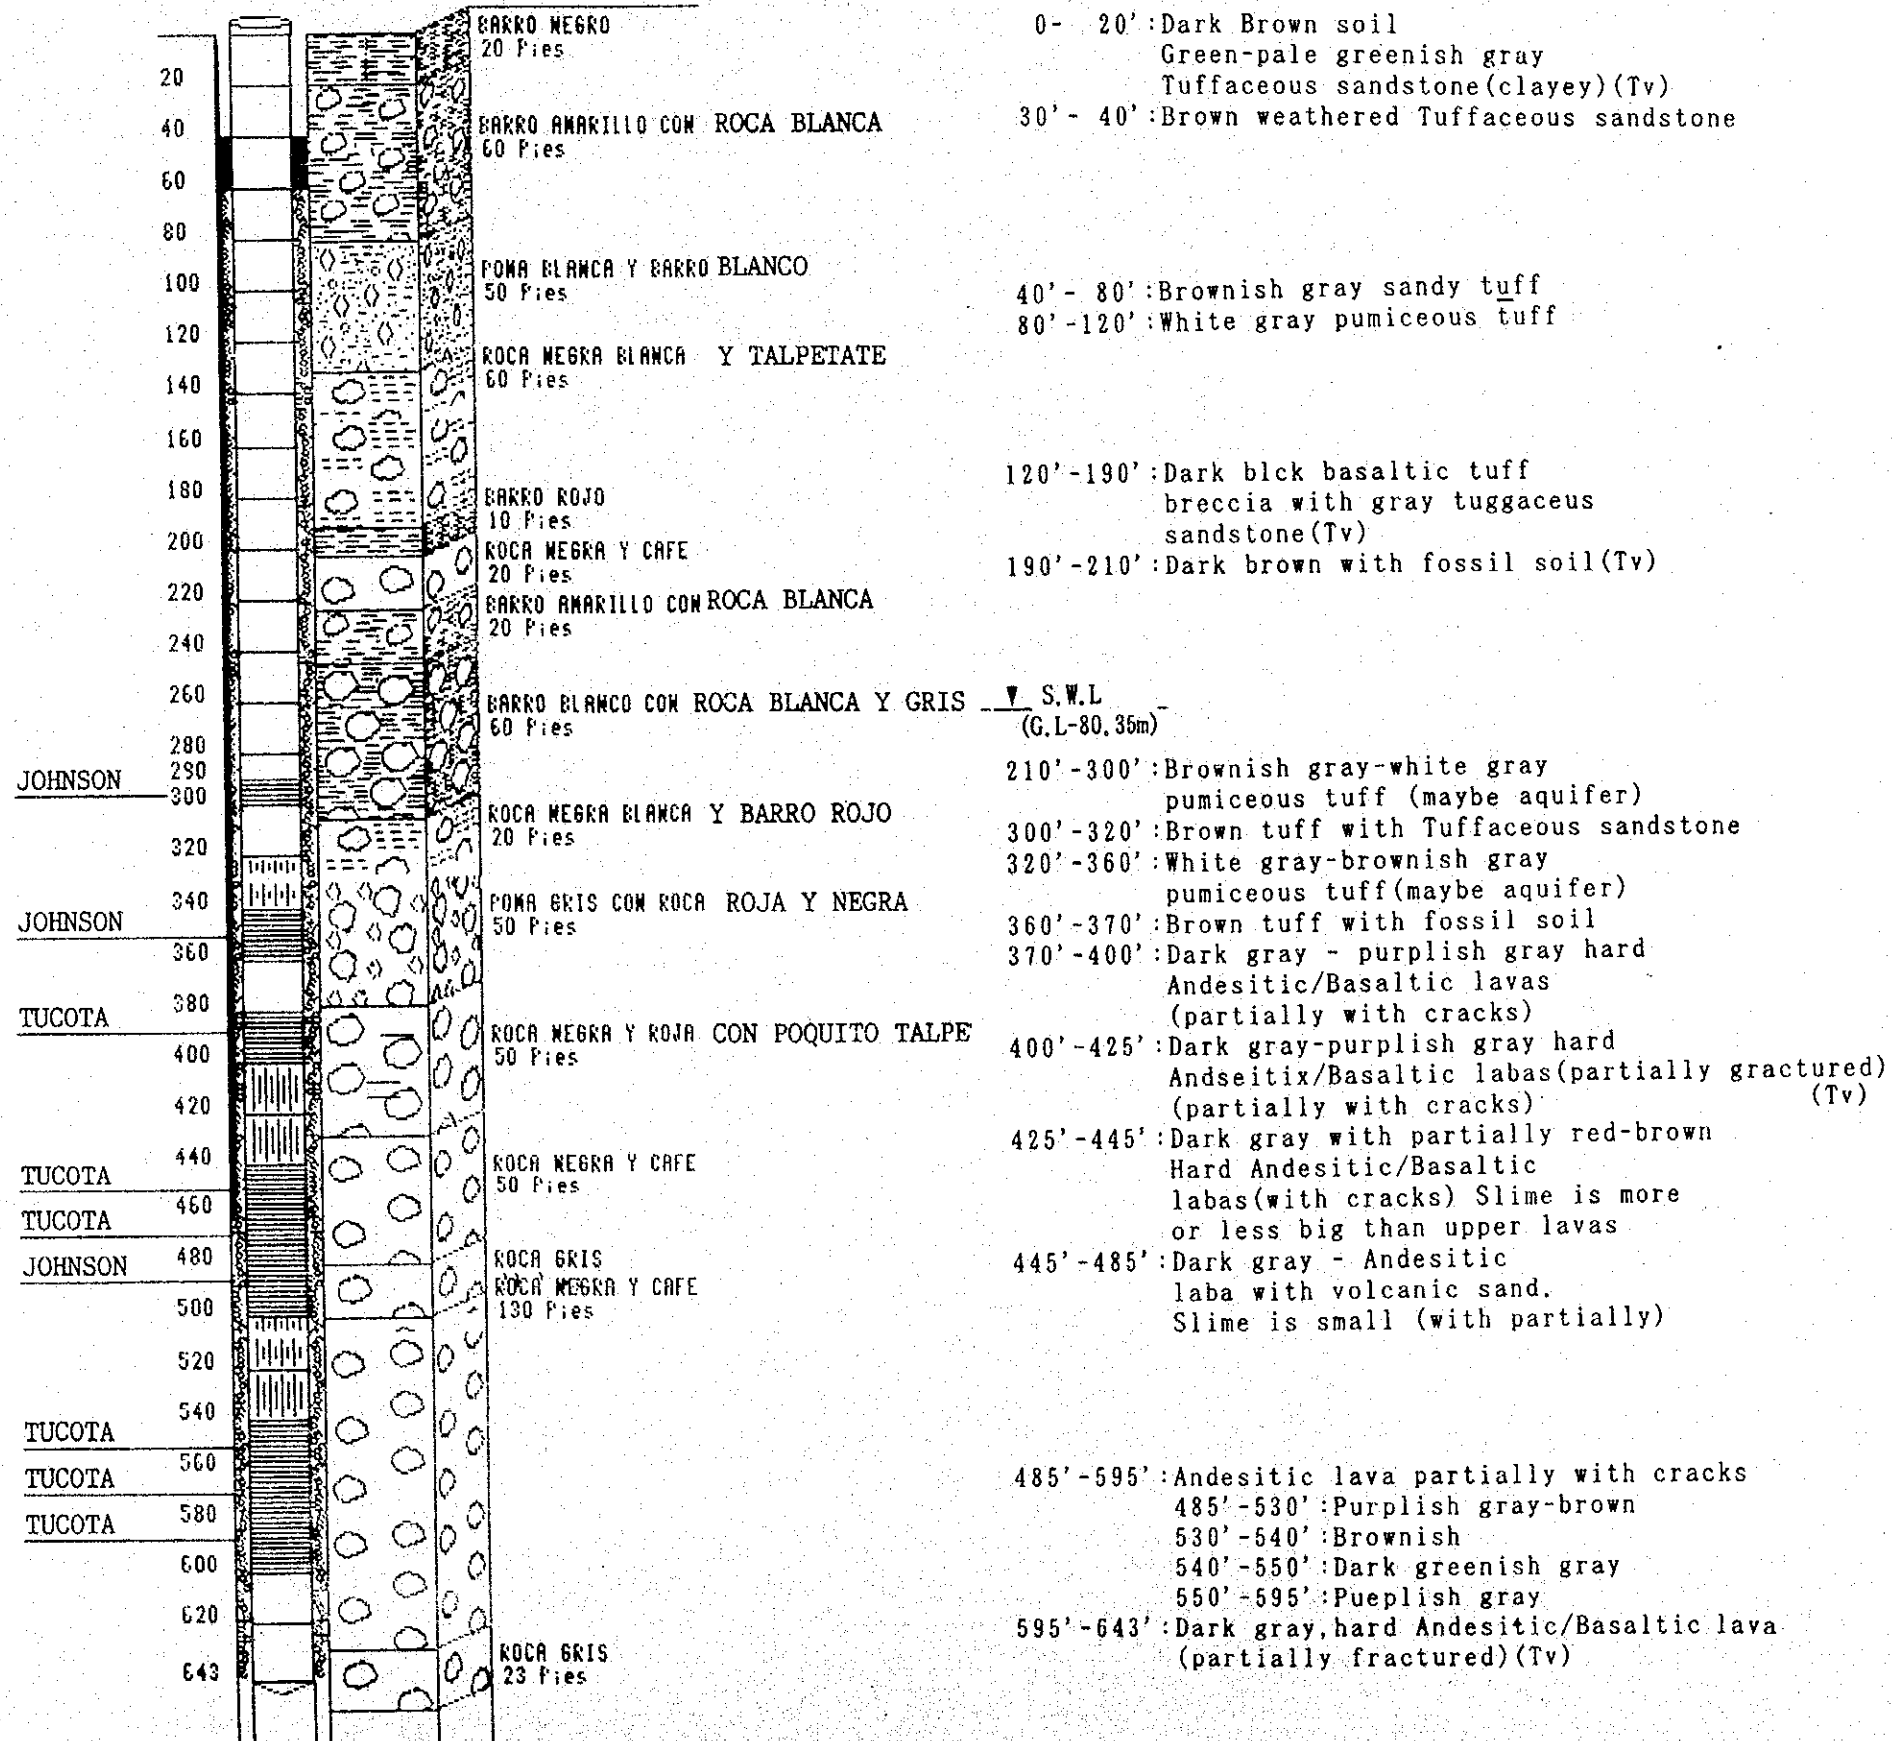 BARRO NEGRO
20 Pies
BARRO AMARILLO CON ROCA BLANCA
60 Pies
POMA BLANCA Y BARRO BLANCO
50 Pies
ROCA NEGRA BLANCA Y TALPETATE
60 Pies
BARRO ROJO
10 Pies
ROCA NEGRA Y CAFE
20 Pies
BARRO AMARILLO CON ROCA BLANCA
20 Pies
BARRO BLANCO CON ROCA BLANCA Y GRIS
60 Pies
ROCA NEGRA BLANCA Y BARRO ROJO
20 Pies
POMA GRIS CON ROCA ROJA Y NEGRA
50 Pies
ROCA NEGRA Y ROJA CON POQUITO TALPE
50 Pies
ROCA NEGRA Y CAFE
50 Pies
ROCA GRIS
ROCA NEGRA Y CAFE
130 Pies
ROCA GRIS
23 Pies
20
40
60
80
100
120
140
160
180
200
220
240
260
280
290
JOHNSON
300
320
340
JOHNSON
360
380
TUCOTA
400
420
440
TUCOTA
460
TUCOTA
480
JOHNSON
500
520
540
TUCOTA
560
TUCOTA
580
TUCOTA
600
620
643
0- 20':Dark Brown soil
Green-pale greenish gray
Tuffaceous sandstone(clayey)(Tv)
30'- 40':Brown weathered Tuffaceous sandstone
40'- 80':Brownish gray sandy tuff
80'-120':White gray pumiceous tuff
120'-190':Dark blck basaltic tuff
breccia with gray tuggaceus
sandstone(Tv)
190'-210':Dark brown with fossil soil(Tv)
▼ S.W.L
(G.L-80.35m)
210'-300':Brownish gray-white gray
pumiceous tuff (maybe aquifer)
300'-320':Brown tuff with Tuffaceous sandstone
320'-360':White gray-brownish gray
pumiceous tuff(maybe aquifer)
360'-370':Brown tuff with fossil soil
370'-400':Dark gray - purplish gray hard
Andesitic/Basaltic lavas
(partially with cracks)
400'-425':Dark gray-purplish gray hard
Andseitix/Basaltic labas(partially gractured)
(partially with cracks) (Tv)
425'-445':Dark gray with partially red-brown
Hard Andesitic/Basaltic
labas(with cracks) Slime is more
or less big than upper lavas
445'-485':Dark gray - Andesitic
laba with volcanic sand.
Slime is small (with partially)
485'-595':Andesitic lava partially with cracks
485'-530':Purplish gray-brown
530'-540':Brownish
540'-550':Dark greenish gray
550'-595':Pueplish gray
595'-643':Dark gray,hard Andesitic/Basaltic lava
(partially fractured)(Tv)